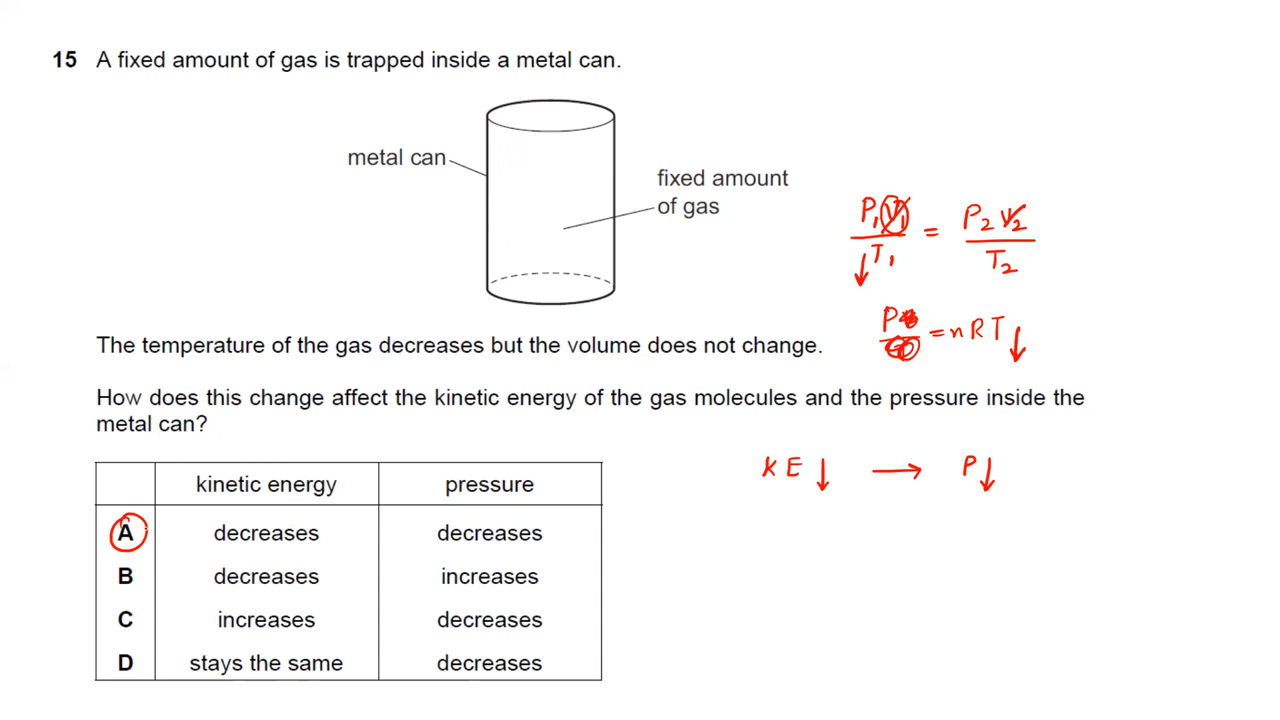 15 A fixed amount of gas is trapped inside a metal can.
metal can
fixed amount
of gas
P₁V₁ = P₂V₂
↓T₁ T₂
P = nRT↓
The temperature of the gas decreases but the volume does not change.
How does this change affect the kinetic energy of the gas molecules and the pressure inside the
metal can?
KE↓ → P↓
kinetic energy pressure
A decreases decreases
B decreases increases
C increases decreases
D stays the same decreases